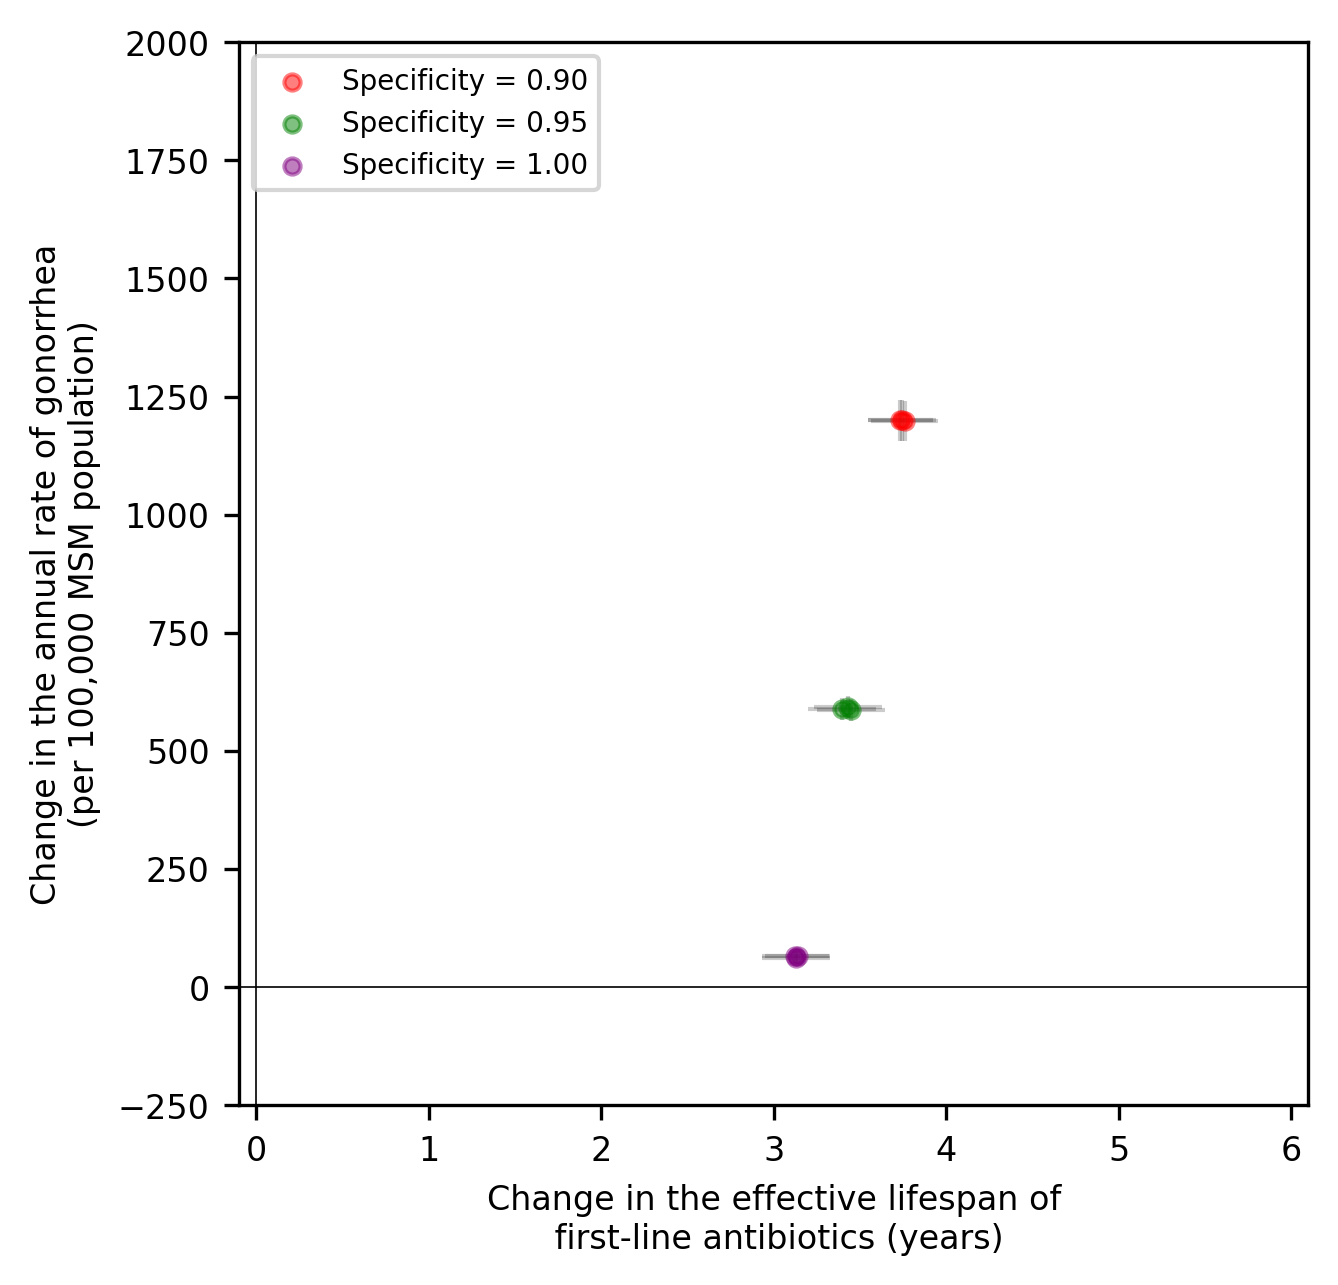 2000
1750
1500
1250
1000
750
500
250
0
−250
Change in the annual rate of gonorrhea
(per 100,000 MSM population)
Specificity = 0.90
Specificity = 0.95
Specificity = 1.00
0 1 2 3 4 5 6
Change in the effective lifespan of
first-line antibiotics (years)